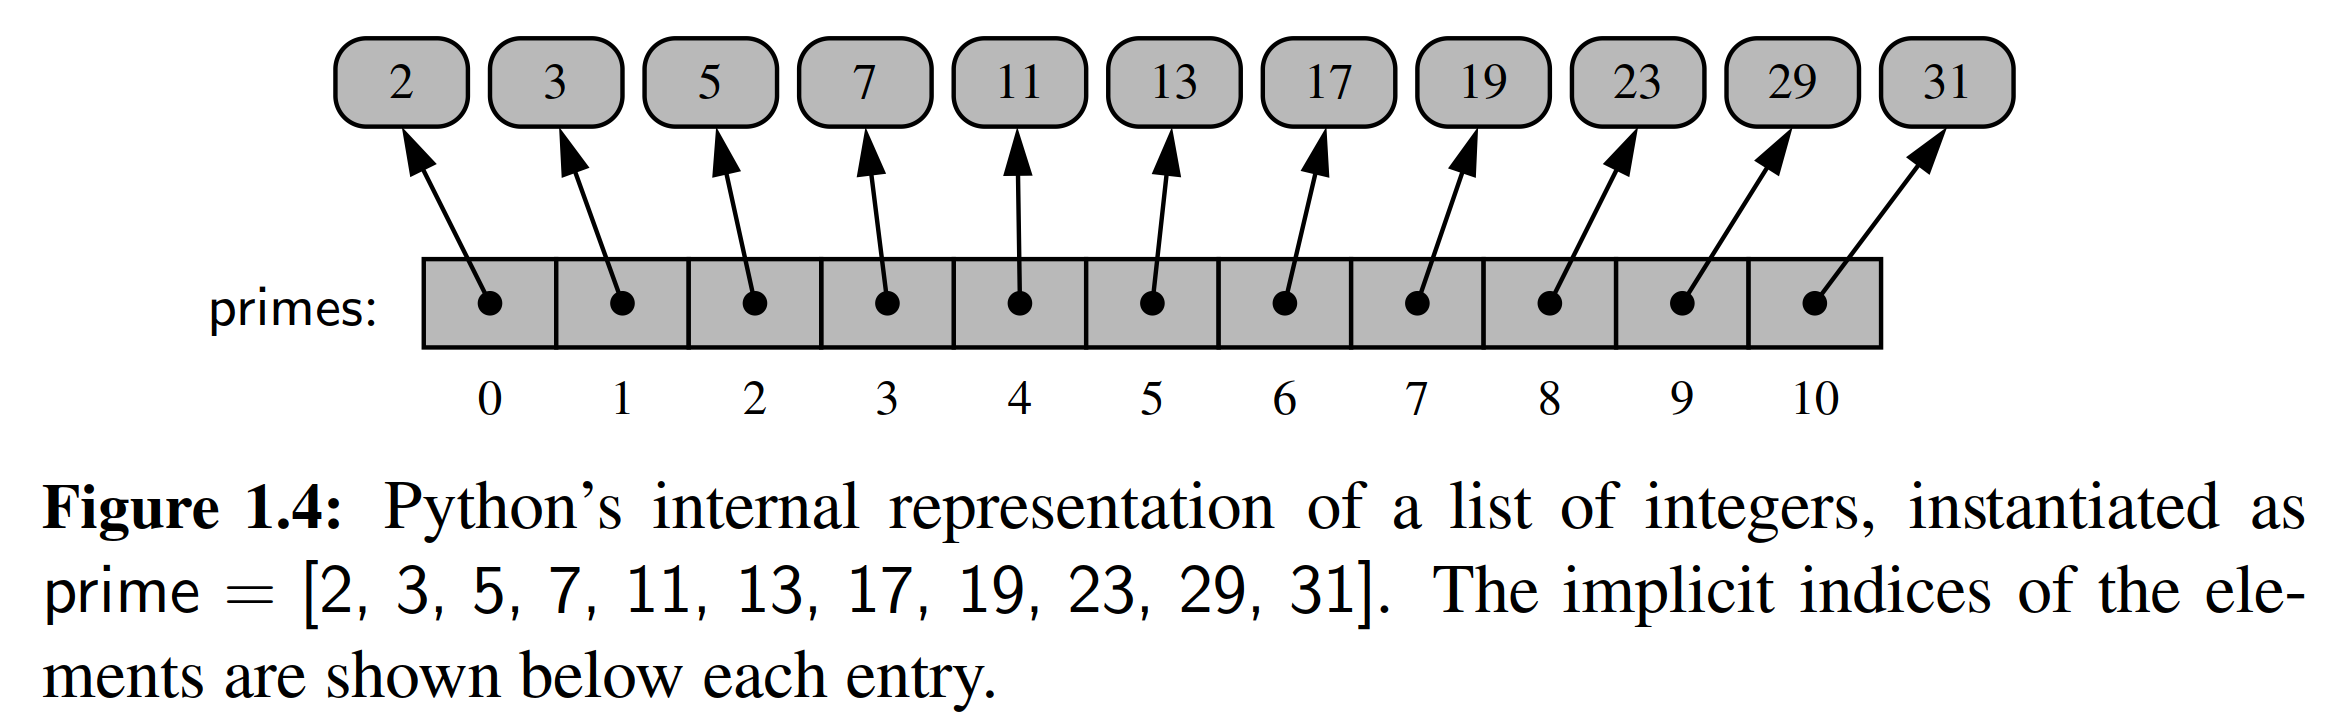 2 3 5 7 11 13 17 19 23 29 31
primes:
0 1 2 3 4 5 6 7 8 9 10
Figure 1.4: Python’s internal representation of a list of integers, instantiated as
prime = [2, 3, 5, 7, 11, 13, 17, 19, 23, 29, 31]. The implicit indices of the ele-
ments are shown below each entry.